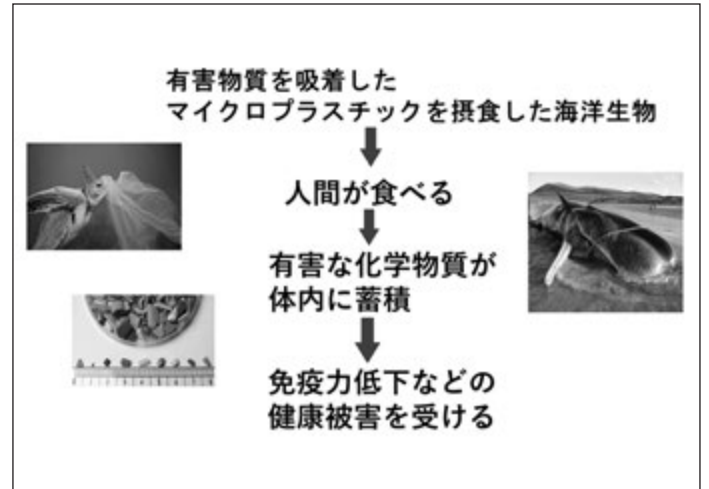 有害物質を吸着した
マイクロプラスチックを摂食した海洋生物
人間が食べる
有害な化学物質が
体内に蓄積
免疫力低下などの
健康被害を受ける